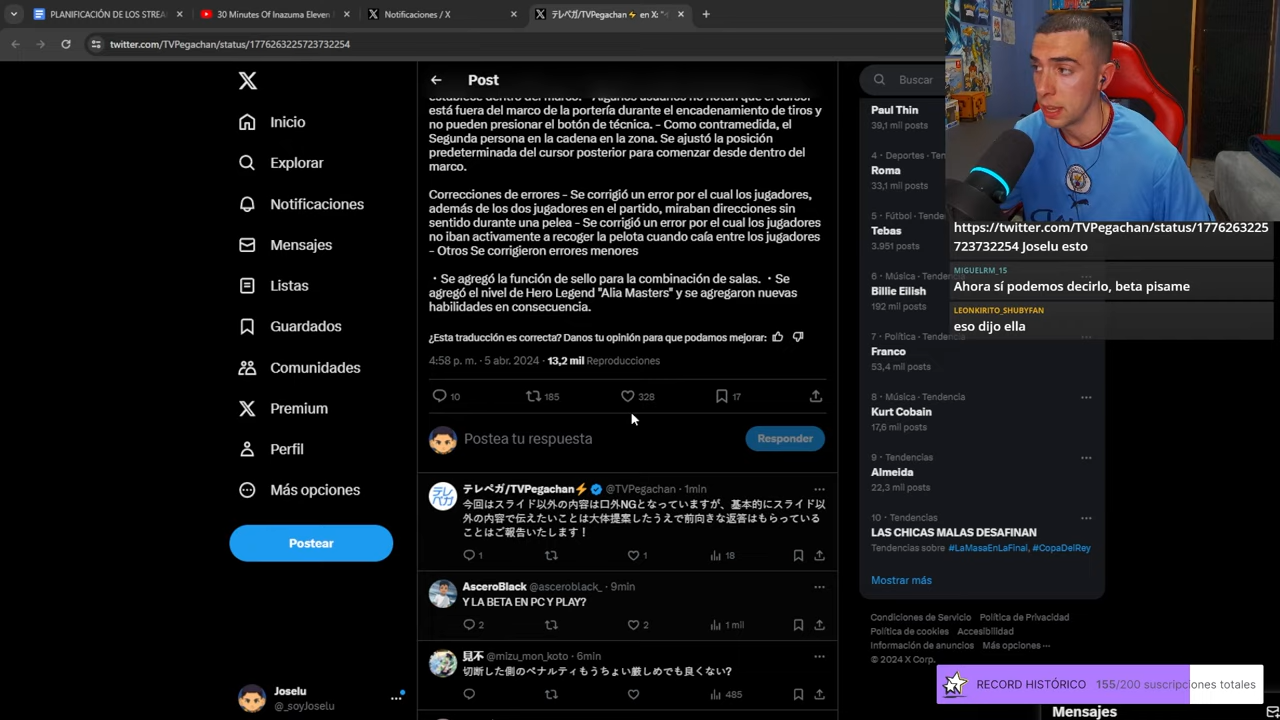 PLANIFICACIÓN DE LOS STREA
30 Minutes Of Inazuma Eleven
Notificaciones / X
テレペガ/TVPegachan⚡ en X: "
twitter.com/TVPegachan/status/1776263225723732254
Inicio
Explorar
Notificaciones
Mensajes
Listas
Guardados
Comunidades
Premium
Perfil
Más opciones
Postear
Joselu
@_soyJoselu
Post
está fuera del marco de la portería durante el encadenamiento de tiros y
no pueden presionar el botón de técnica. - Como contramedida, el
Segunda persona en la cadena en la zona. Se ajustó la posición
predeterminada del cursor posterior para comenzar desde dentro del
marco.
Correcciones de errores - Se corrigió un error por el cual los jugadores,
además de los dos jugadores en el partido, miraban direcciones sin
sentido durante una pelea - Se corrigió un error por el cual los jugadores
no iban activamente a recoger la pelota cuando caía entre los jugadores
- Otros Se corrigieron errores menores
・Se agregó la función de sello para la combinación de salas. ・Se
agregó el nivel de Hero Legend "Alia Masters" y se agregaron nuevas
habilidades en consecuencia.
¿Esta traducción es correcta? Danos tu opinión para que podamos mejorar:
4:58 p. m. · 5 abr. 2024 · 13,2 mil Reproducciones
10 185 328 17
Postea tu respuesta
Responder
テレペガ/TVPegachan⚡ @TVPegachan · 1min
今回はスライド以外の内容は口外NGとなっていますが、基本的にスライド以
外の内容で伝えたいことは大体提案したうえで前向きな返答はもらっている
ことはご報告いたします！
1 1 18
AsceroBlack @asceroblack_ · 9min
Y LA BETA EN PC Y PLAY?
2 2 1 mil
見不 @mizu_mon_koto · 6min
切断した側のペナルティもうちょい厳しめでも良くない?
485
Buscar
Paul Thin
39,1 mil posts
4 · Deportes · Ten
Roma
33,1 mil posts
5 · Fútbol · Tende
Tebas
3.951 posts
6 · Música · Tendencia
Billie Eilish
192 mil posts
7 · Política · Tendencia
Franco
53,4 mil posts
8 · Música · Tendencia
Kurt Cobain
17,6 mil posts
9 · Tendencias
Almeida
22,3 mil posts
10 · Tendencias
LAS CHICAS MALAS DESAFINAN
Tendencias sobre #LaMasaEnLaFinal, #CopaDelRey
Mostrar más
Condiciones de Servicio Política de Privacidad
Política de cookies Accesibilidad
Información de anuncios Más opciones
© 2024 X Corp.
https://twitter.com/TVPegachan/status/1776263225
723732254 Joselu esto
MIGUELRM_15
Ahora sí podemos decirlo, beta pisame
LEONKIRITO_SHUBYFAN
eso dijo ella
RECORD HISTÓRICO 155/200 suscripciones totales
Mensajes